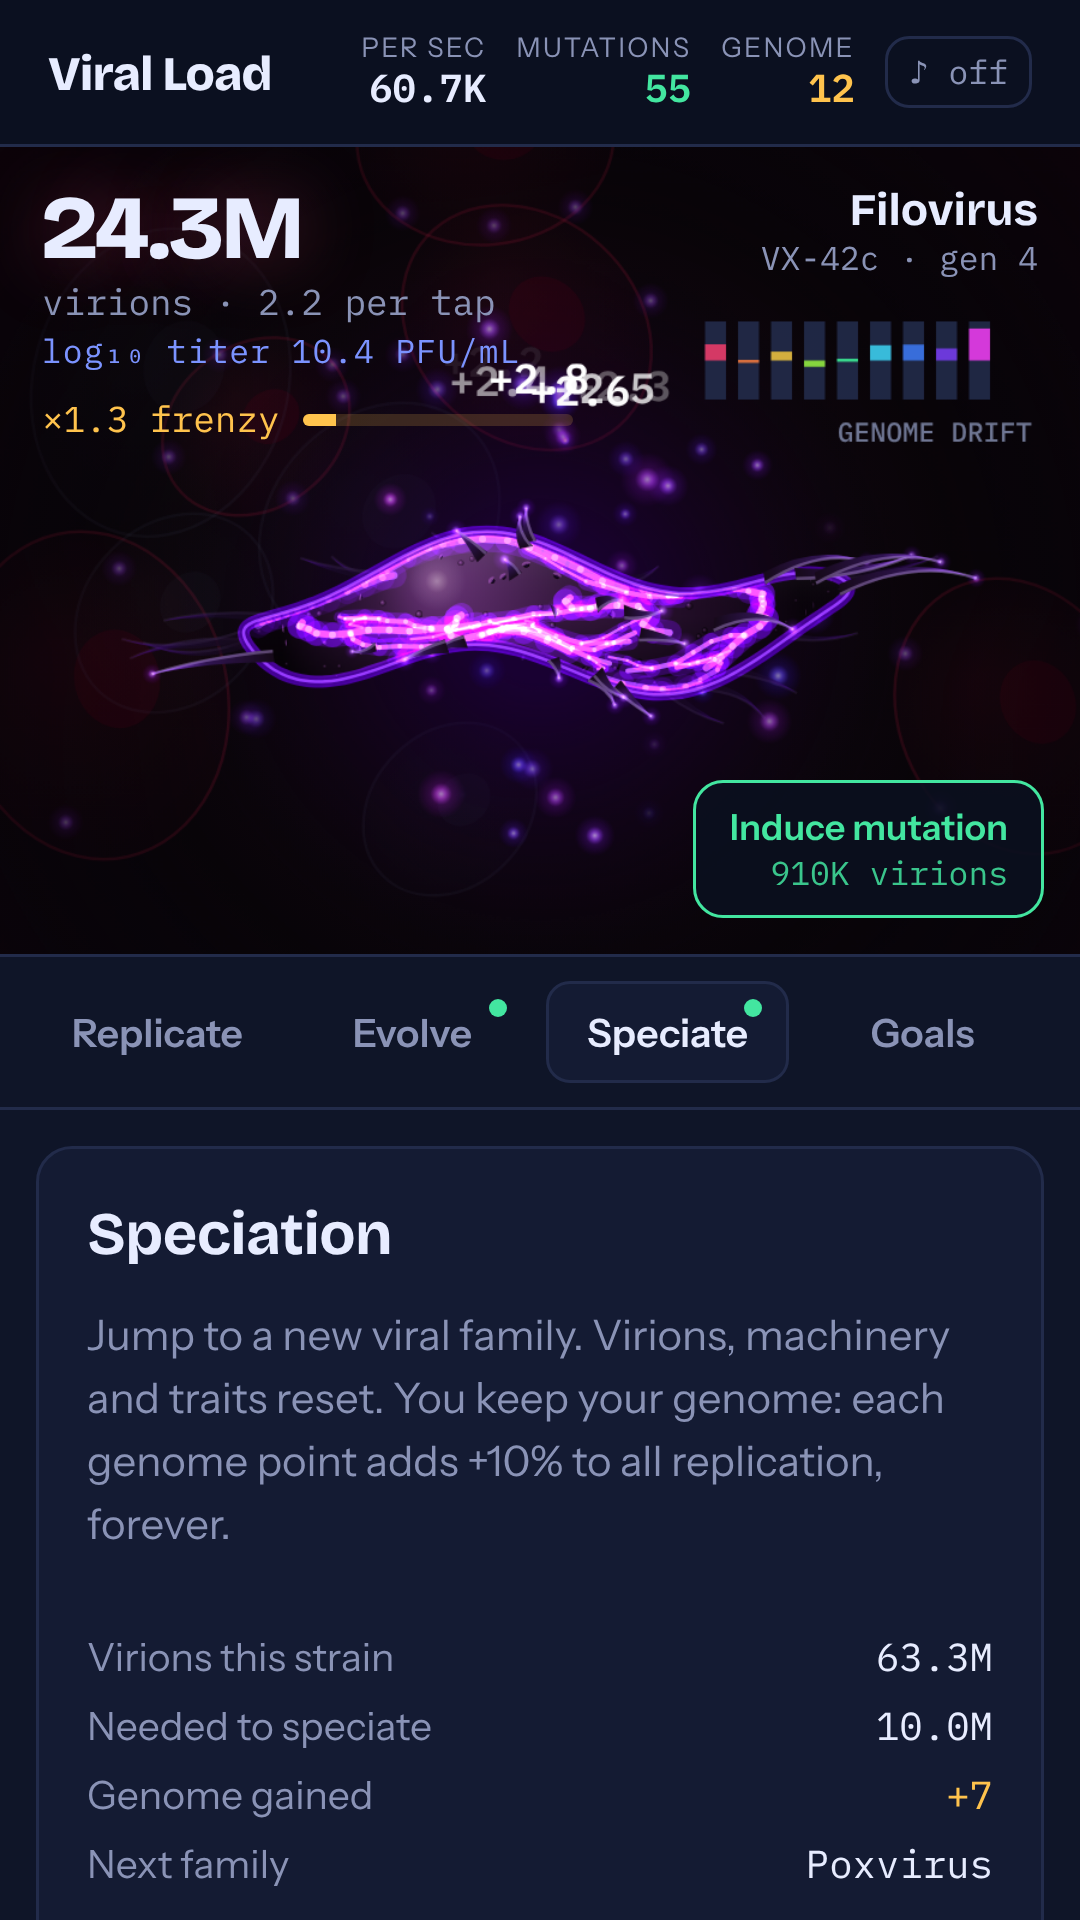 Viral Load
PER SEC
60.7K
MUTATIONS
55
GENOME
12
♪ off
24.3M
virions · 2.2 per tap
log₁₀ titer 10.4 PFU/mL
×1.3 frenzy
Filovirus
VX-42c · gen 4
GENOME DRIFT
+2.8
+2.65
Induce mutation
910K virions
Replicate
Evolve
Speciate
Goals
Speciation
Jump to a new viral family. Virions, machinery
and traits reset. You keep your genome: each
genome point adds +10% to all replication,
forever.
Virions this strain
63.3M
Needed to speciate
10.0M
Genome gained
+7
Next family
Poxvirus